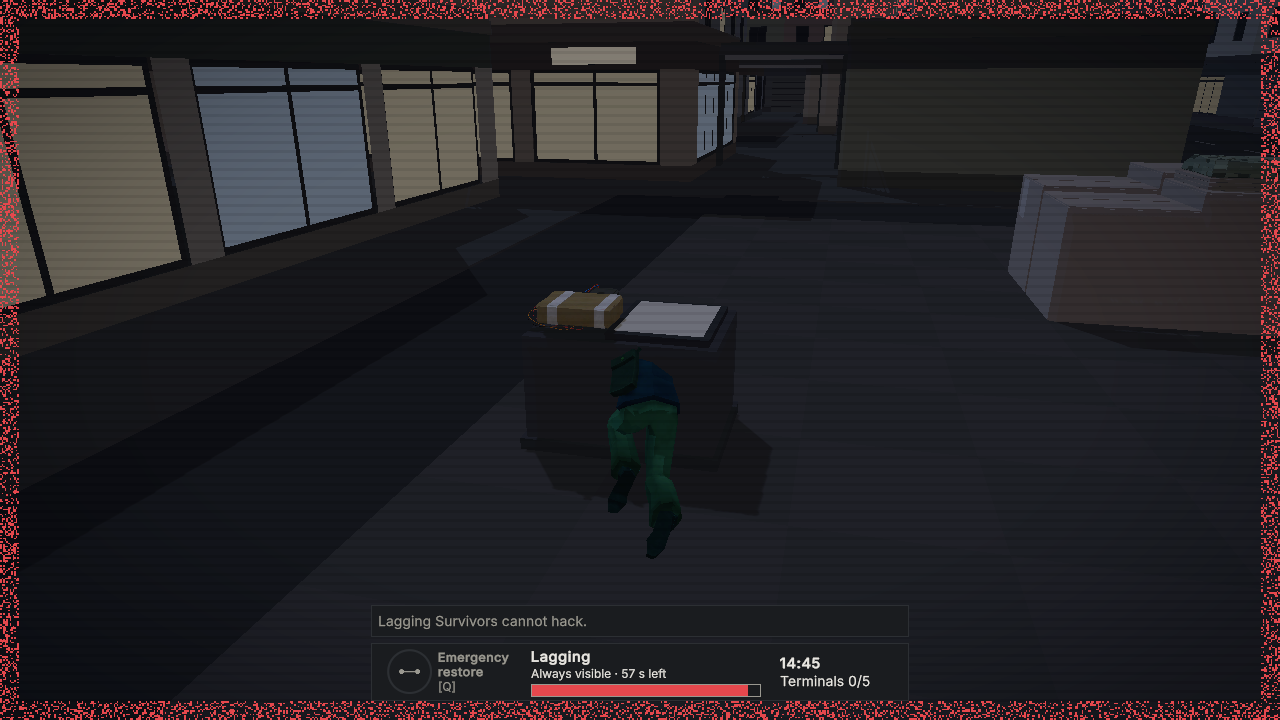 Lagging Survivors cannot hack.
Emergency
restore
[Q]
Lagging
Always visible · 57 s left
14:45
Terminals 0/5